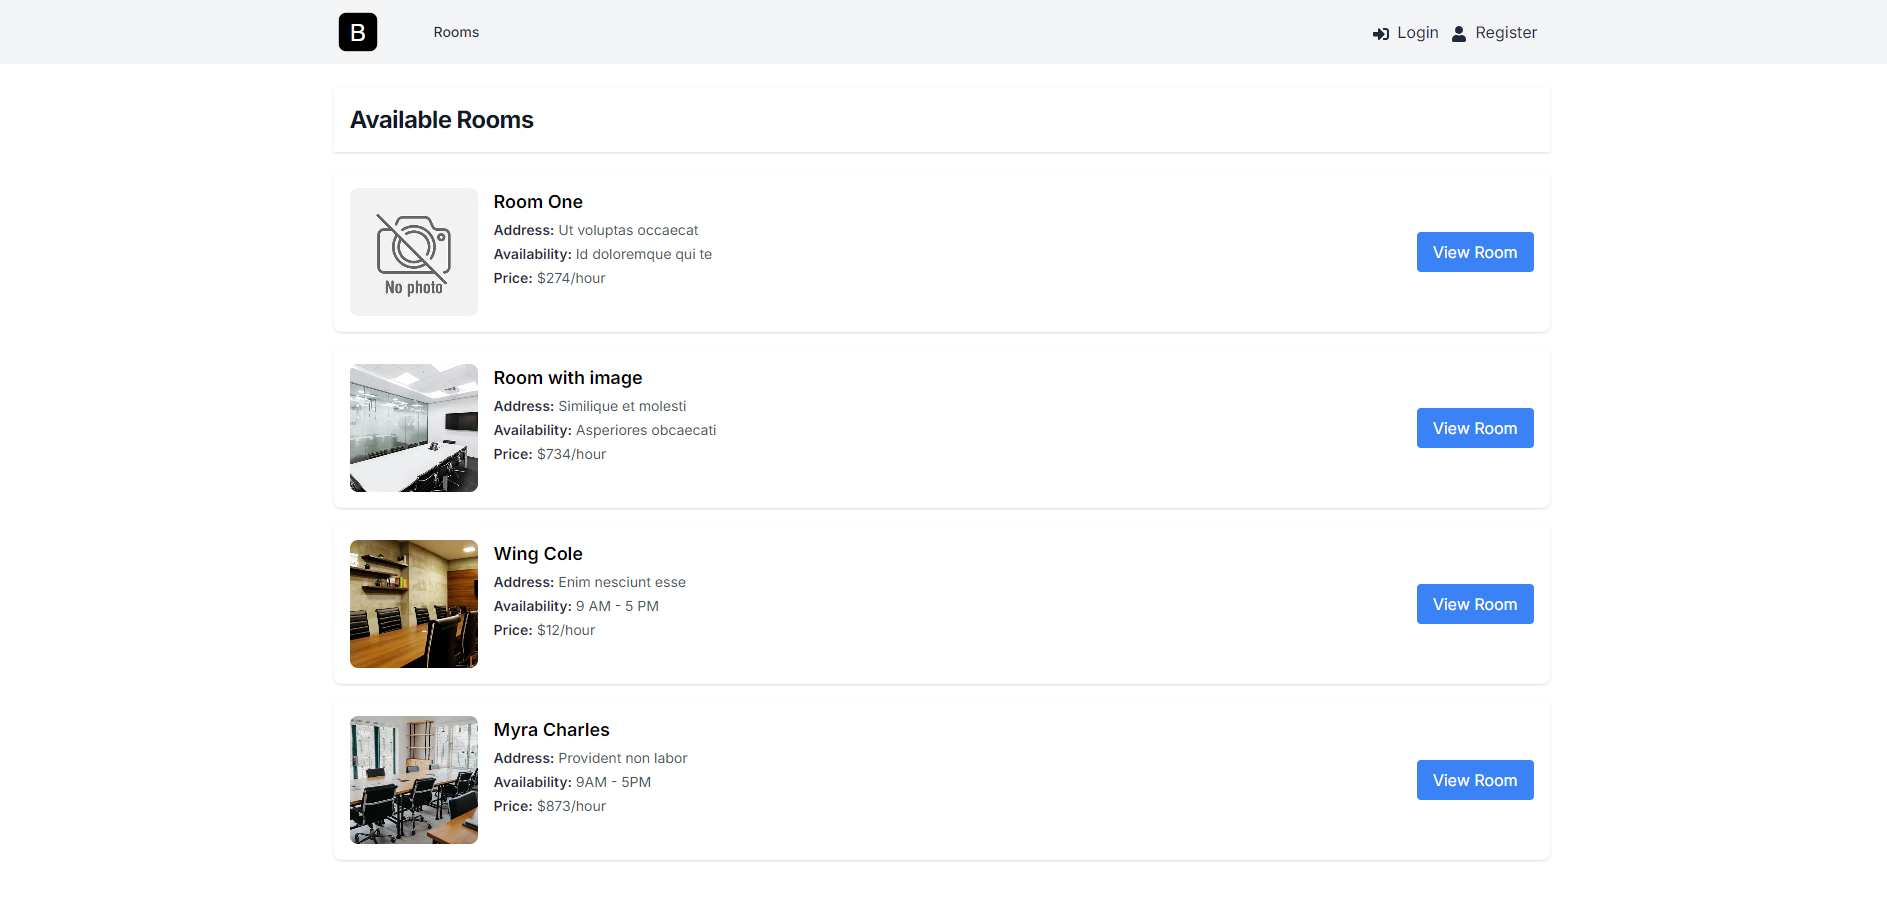 B
Rooms
Login
Register
Available Rooms
No photo
Room One
Address: Ut voluptas occaecat
Availability: Id doloremque qui te
Price: $274/hour
View Room
Room with image
Address: Similique et molesti
Availability: Asperiores obcaecati
Price: $734/hour
View Room
Wing Cole
Address: Enim nesciunt esse
Availability: 9 AM - 5 PM
Price: $12/hour
View Room
Myra Charles
Address: Provident non labor
Availability: 9AM - 5PM
Price: $873/hour
View Room